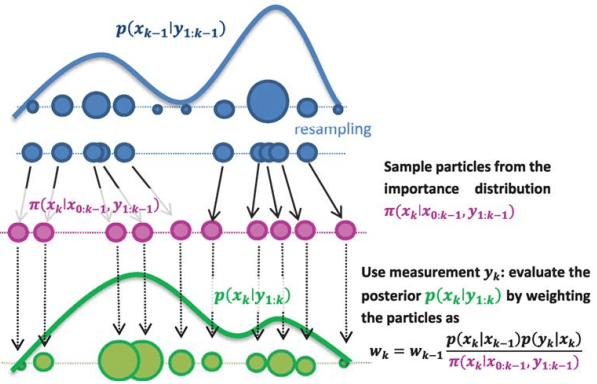 p(x_{k-1}|y_{1:k-1})
resampling
Sample particles from the
importance distribution
π(x_k|x_{0:k-1}, y_{1:k-1})
π(x_k|x_{0:k-1}, y_{1:k-1})
Use measurement y_k: evaluate the
posterior p(x_k|y_{1:k}) by weighting
the particles as
p(x_k|y_{1:k})
w_k = w_{k-1} \frac{p(x_k|x_{k-1})p(y_k|x_k)}{π(x_k|x_{0:k-1}, y_{1:k-1})}